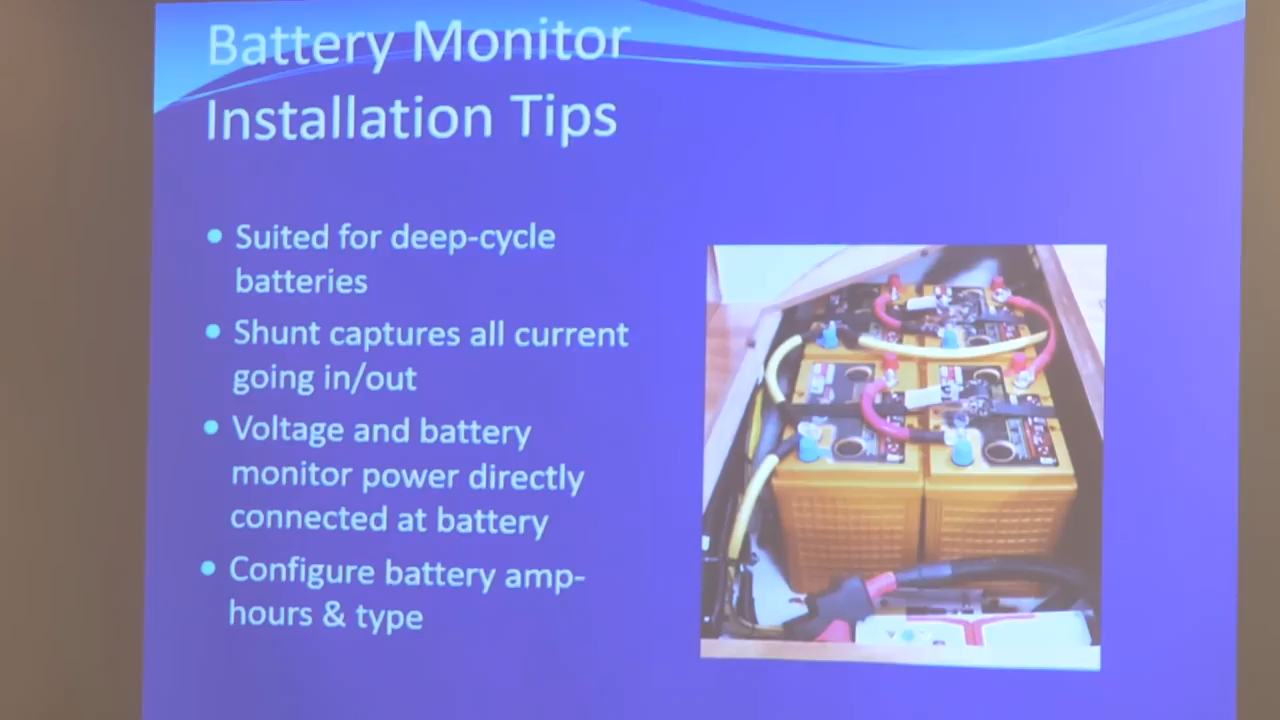 Battery Monitor
Installation Tips
• Suited for deep-cycle
batteries
• Shunt captures all current
going in/out
• Voltage and battery
monitor power directly
connected at battery
• Configure battery amp-
hours & type